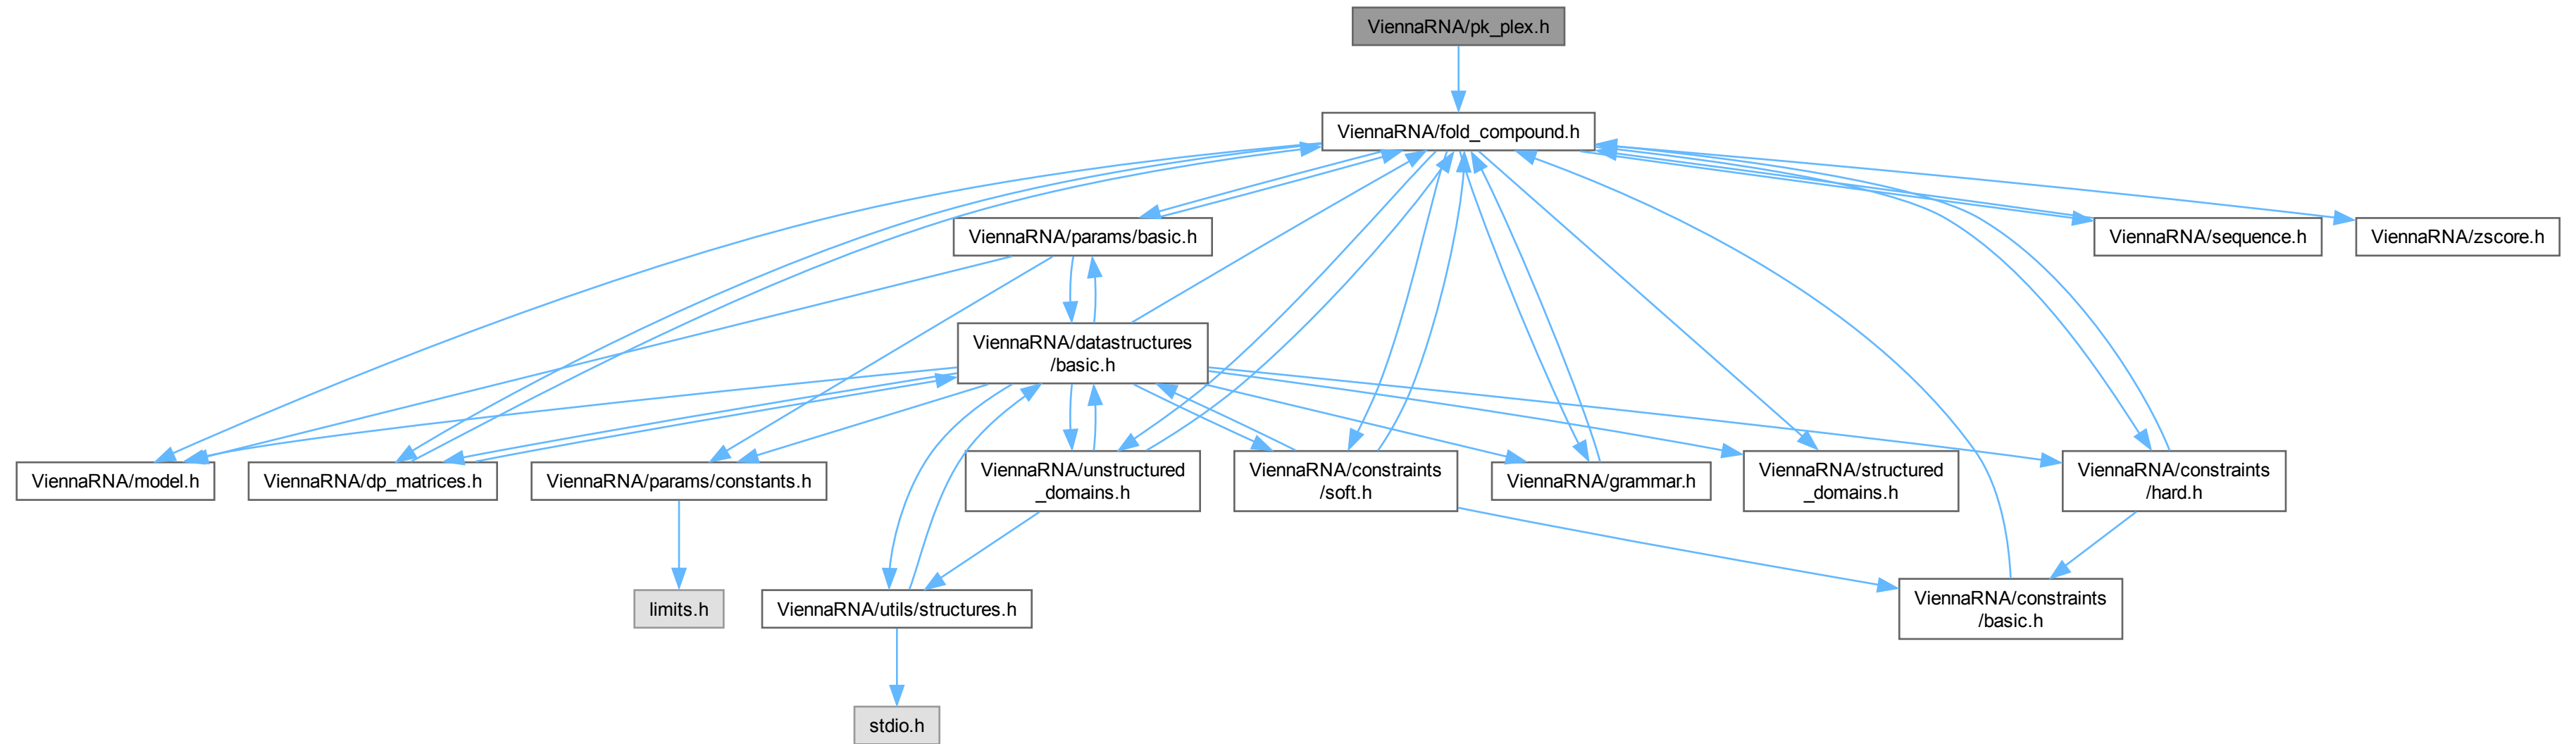 ViennaRNA/pk_plex.h
ViennaRNA/fold_compound.h
ViennaRNA/params/basic.h
ViennaRNA/sequence.h
ViennaRNA/zscore.h
ViennaRNA/datastructures
/basic.h
ViennaRNA/model.h
ViennaRNA/dp_matrices.h
ViennaRNA/params/constants.h
ViennaRNA/unstructured
_domains.h
ViennaRNA/constraints
/soft.h
ViennaRNA/grammar.h
ViennaRNA/structured
_domains.h
ViennaRNA/constraints
/hard.h
limits.h
ViennaRNA/utils/structures.h
ViennaRNA/constraints
/basic.h
stdio.h